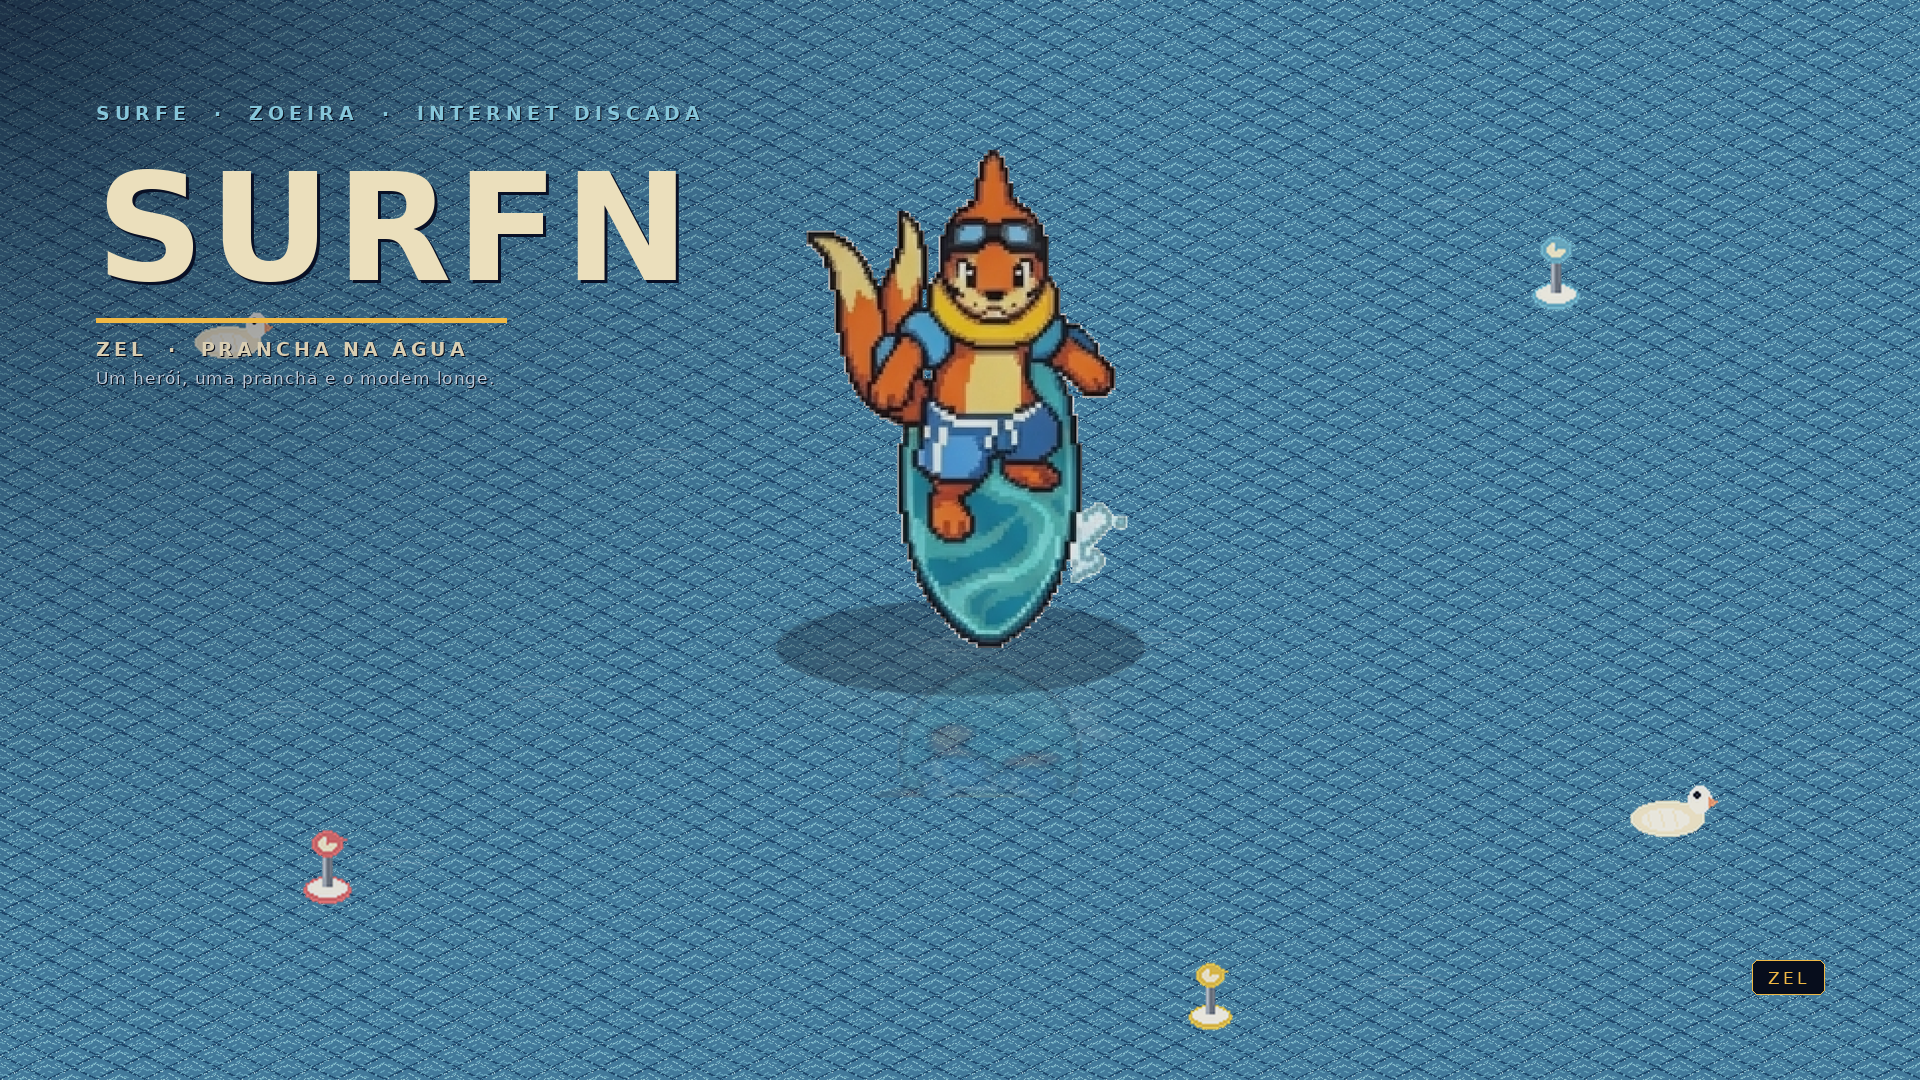 SURFE · ZOEIRA · INTERNET DISCADA
SURFN
ZEL · PRANCHA NA ÁGUA
Um herói, uma prancha e o modem longe.
ZEL